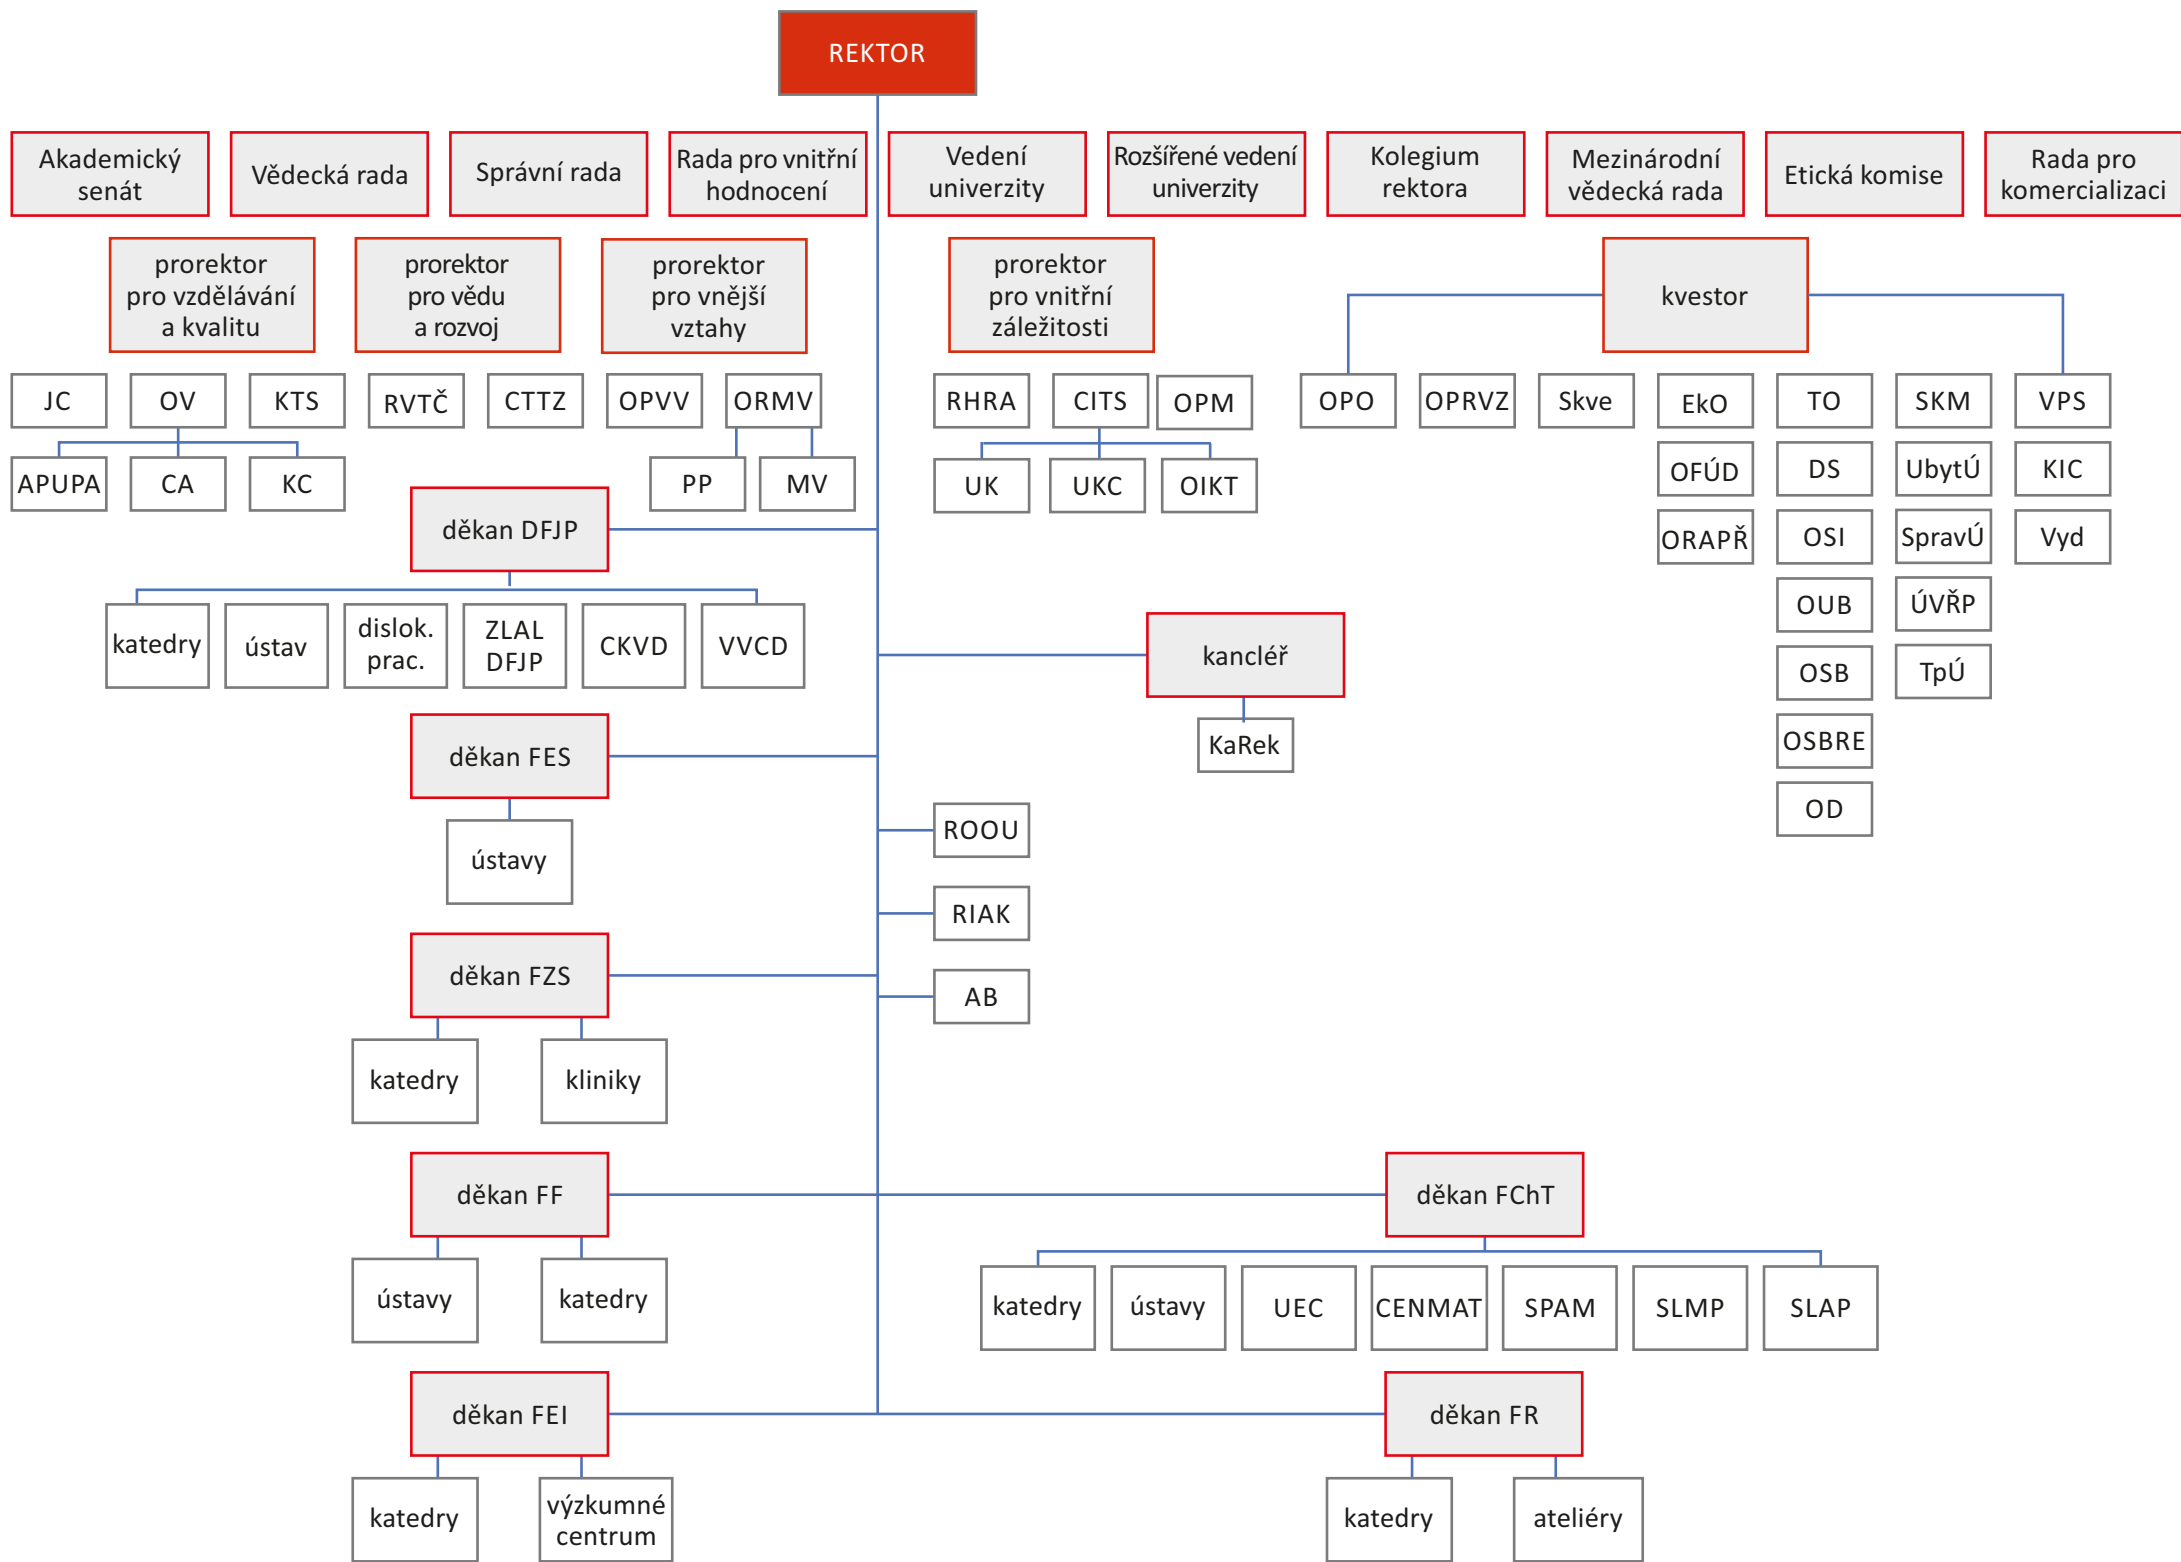 REKTOR
Akademický
senát
Vědecká rada
Správní rada
Rada pro vnitřní
hodnocení
Vedení
univerzity
Rozšířené vedení
univerzity
Kolegium
rektora
Mezinárodní
vědecká rada
Etická komise
Rada pro
komercializaci
prorektor
pro vzdělávání
a kvalitu
prorektor
pro vědu
a rozvoj
prorektor
pro vnější
vztahy
prorektor
pro vnitřní
záležitosti
kvestor
JC
OV
KTS
RVTČ
CTTZ
OPVV
ORMV
RHRA
CITS
OPM
OPO
OPRVZ
Skve
EkO
TO
SKM
VPS
APUPA
CA
KC
PP
MV
UK
UKC
OIKT
OFÚD
DS
UbytÚ
KIC
děkan DFJP
ORAPŘ
OSI
SpravÚ
Vyd
katedry
ústav
dislok.
prac.
ZLAL
DFJP
CKVD
VVCD
OUB
ÚVŘP
kancléř
OSB
TpÚ
děkan FES
KaRek
OSBRE
OD
ústavy
ROOU
RIAK
děkan FZS
AB
katedry
kliniky
děkan FF
děkan FChT
ústavy
katedry
katedry
ústavy
UEC
CENMAT
SPAM
SLMP
SLAP
děkan FEI
děkan FR
katedry
výzkumné
centrum
katedry
ateliéry